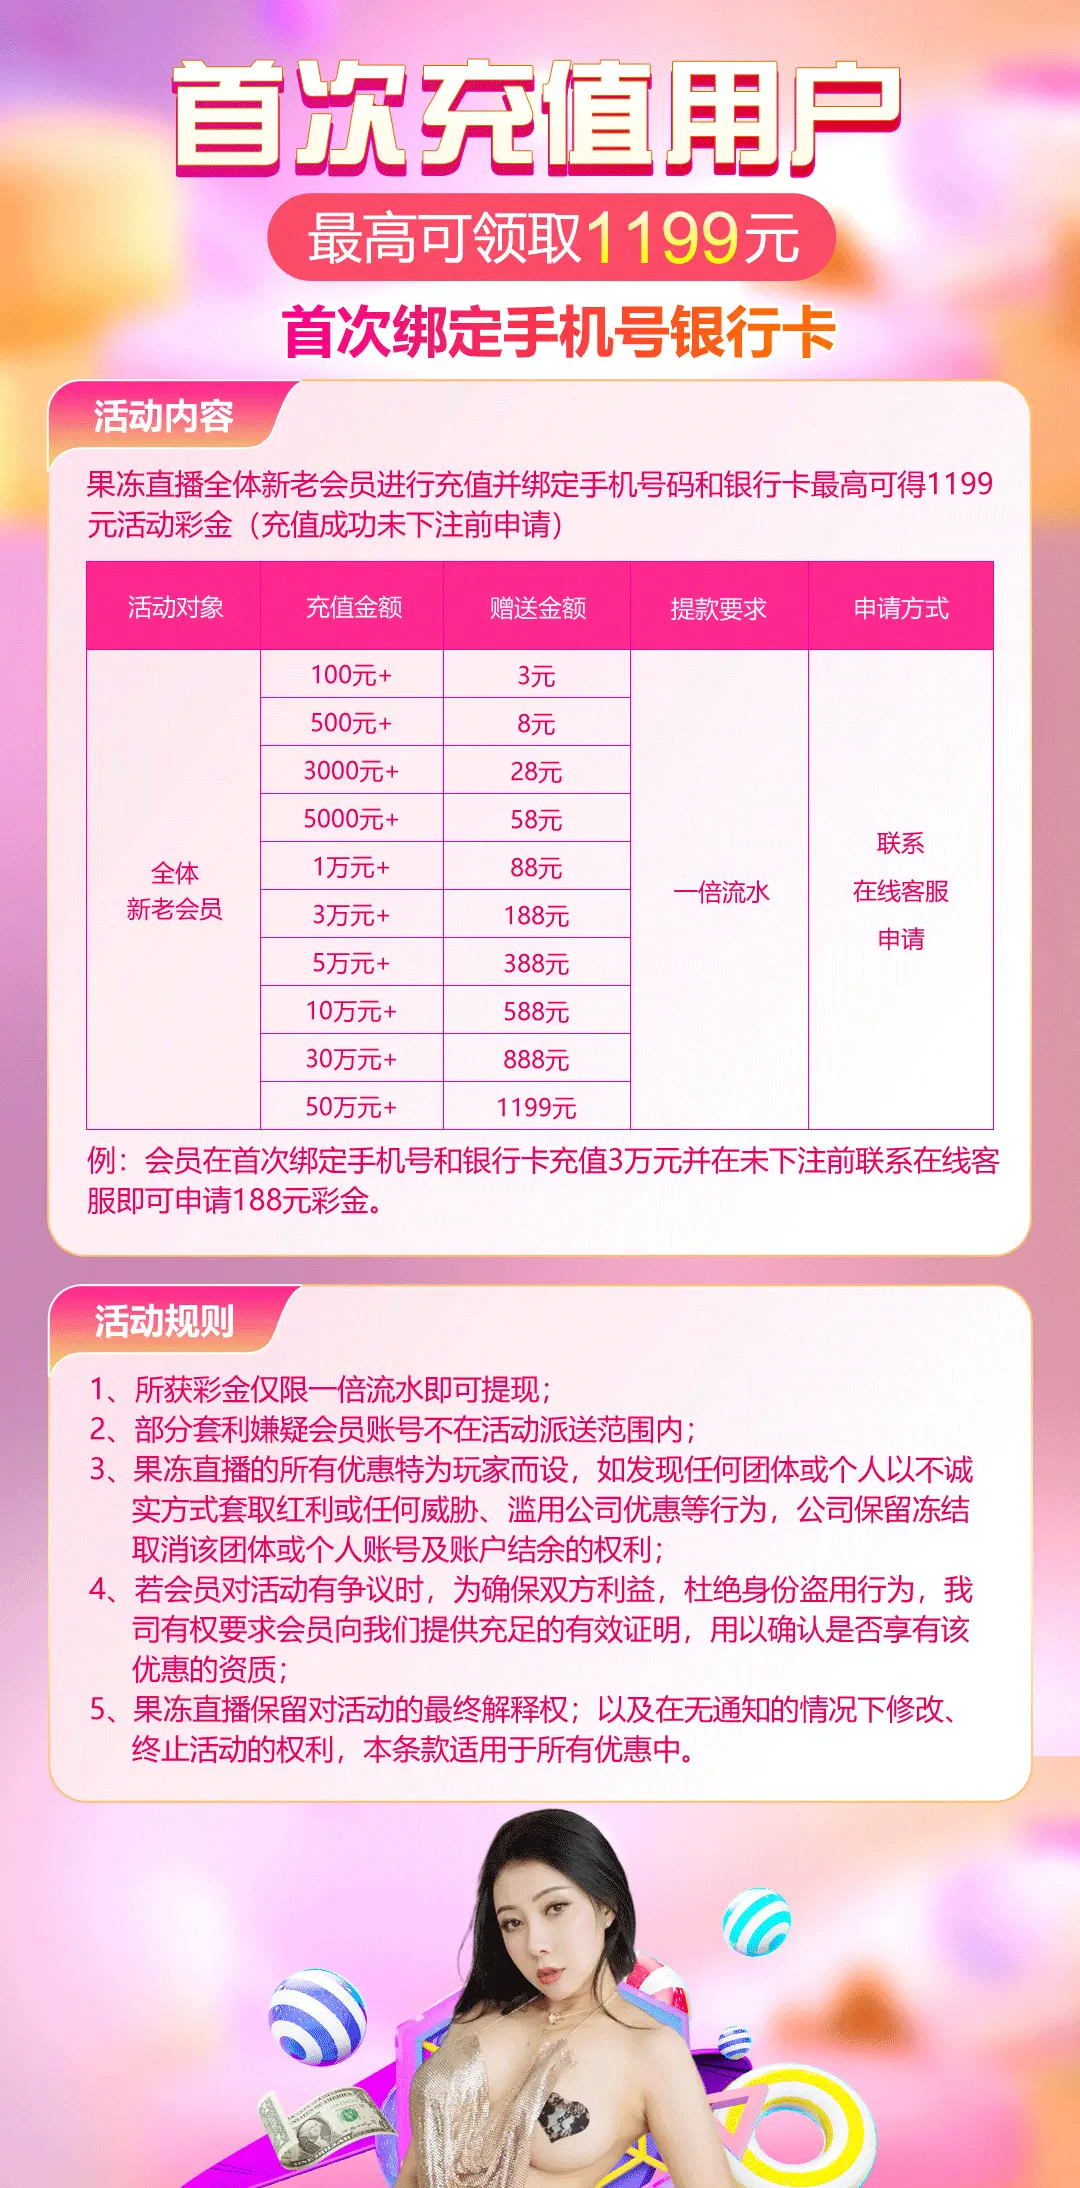 首次充值用户
最高可领取1199元
首次绑定手机号银行卡
活动内容
果冻直播全体新老会员进行充值并绑定手机号码和银行卡最高可得1199
元活动彩金（充值成功未下注前申请）
活动对象 充值金额 赠送金额 提款要求 申请方式
100元+ 3元
500元+ 8元
3000元+ 28元
5000元+ 58元
1万元+ 88元
3万元+ 188元
5万元+ 388元
10万元+ 588元
30万元+ 888元
50万元+ 1199元
全体
新老会员
一倍流水
联系
在线客服
申请
例：会员在首次绑定手机号和银行卡充值3万元并在未下注前联系在线客
服即可申请188元彩金。
活动规则
1、所获彩金仅限一倍流水即可提现；
2、部分套利嫌疑会员账号不在活动派送范围内；
3、果冻直播的所有优惠特为玩家而设，如发现任何团体或个人以不诚
实方式套取红利或任何威胁、滥用公司优惠等行为，公司保留冻结
取消该团体或个人账号及账户结余的权利；
4、若会员对活动有争议时，为确保双方利益，杜绝身份盗用行为，我
司有权要求会员向我们提供充足的有效证明，用以确认是否享有该
优惠的资质；
5、果冻直播保留对活动的最终解释权；以及在无通知的情况下修改、
终止活动的权利，本条款适用于所有优惠中。